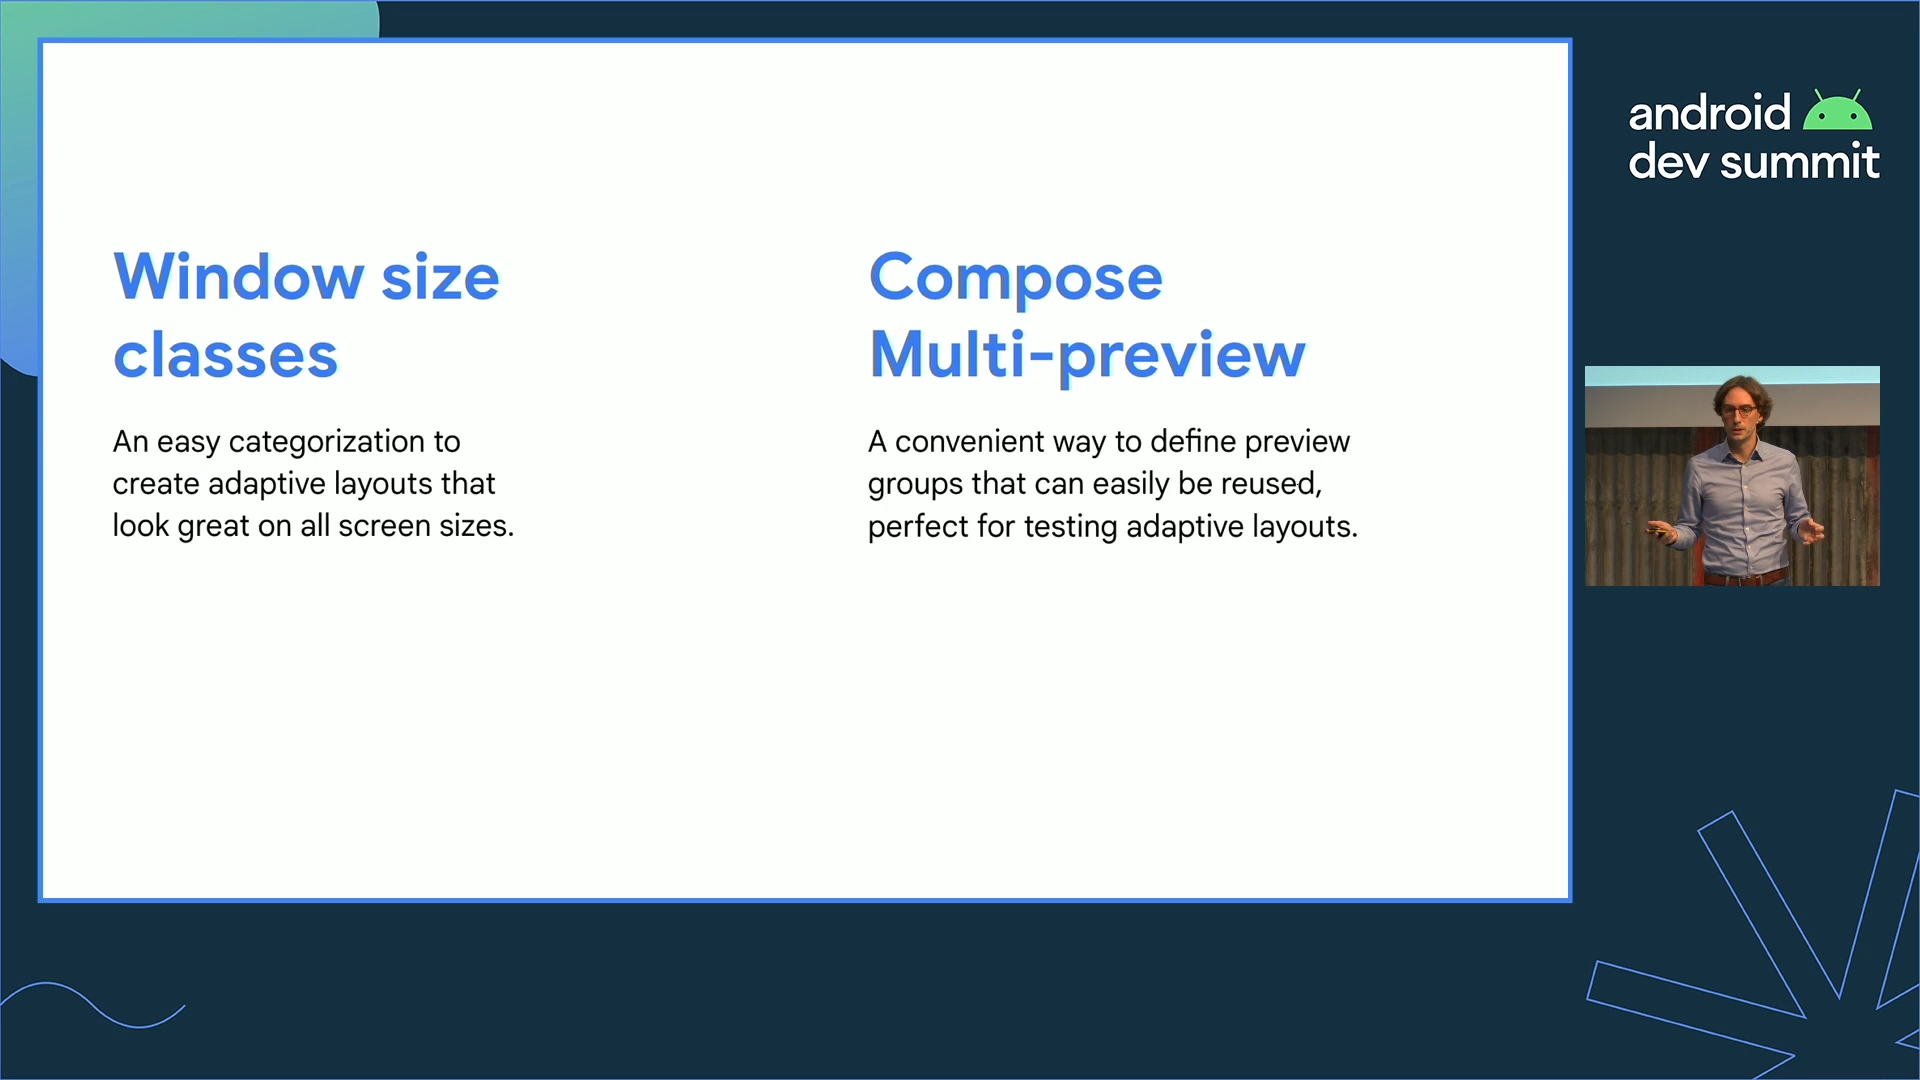 Window size
classes
An easy categorization to
create adaptive layouts that
look great on all screen sizes.
Compose
Multi-preview
A convenient way to define preview
groups that can easily be reused,
perfect for testing adaptive layouts.
android
dev summit